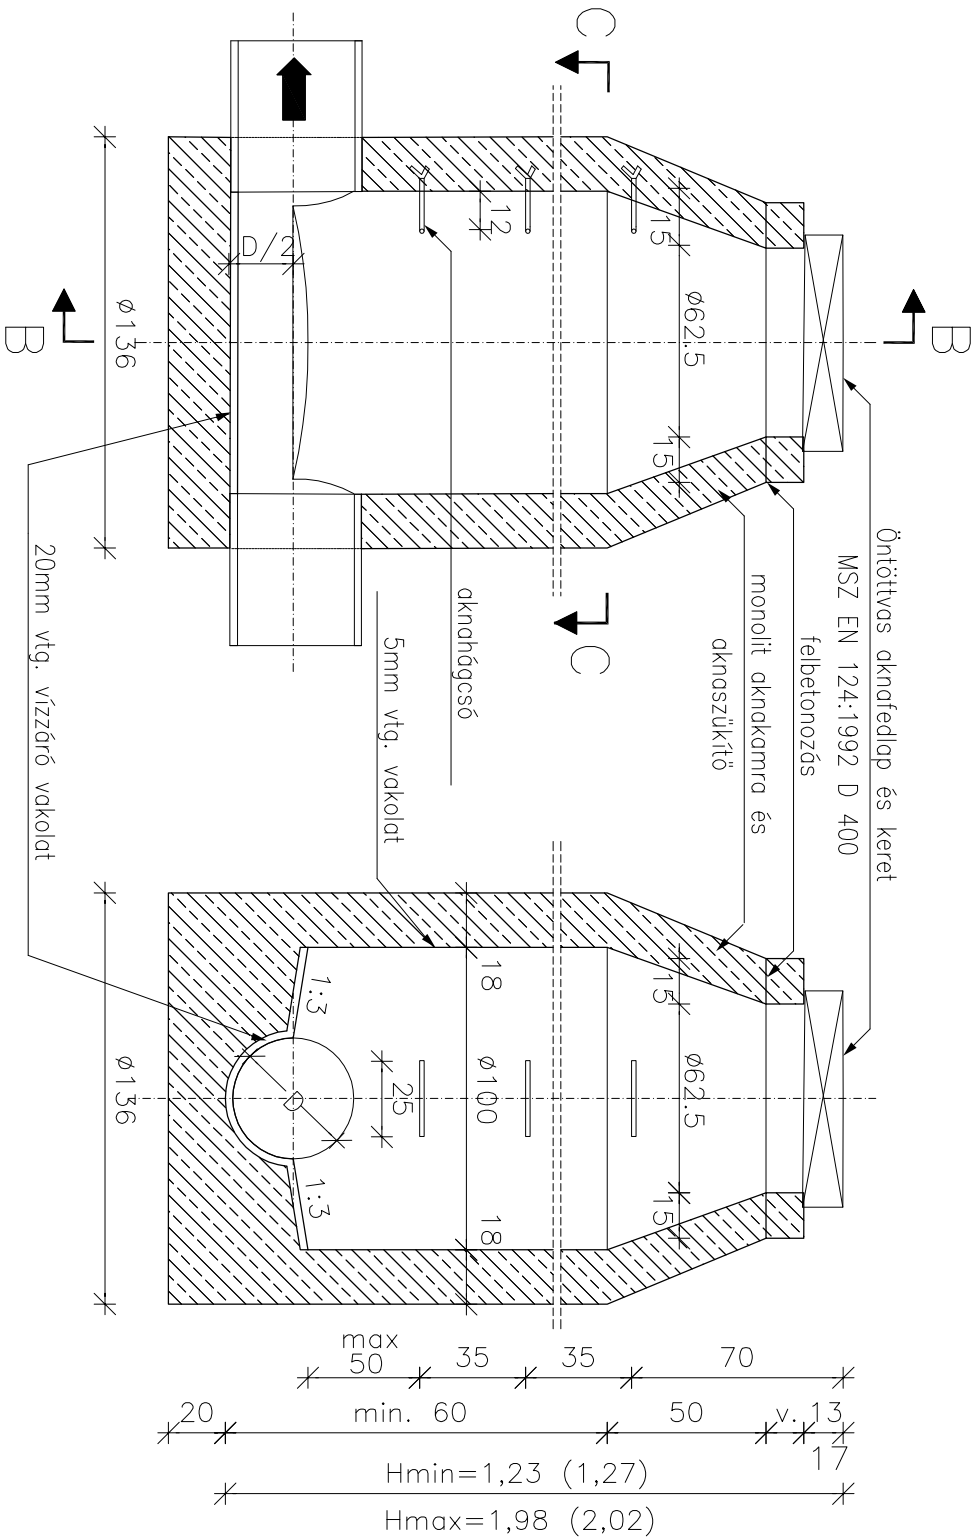 C
C
B
B
Öntöttvas aknafedlap és keret
MSZ EN 124:1992 D 400
felbetonozás
monolit aknakamra és
aknaszűkítő
aknahágcső
5mm vtg. vakolat
20mm vtg. vízzáró vakolat
15
ø62.5
15
12
D/2
ø136
15
ø62.5
15
18
ø100
18
25
1:3
1:3
D
ø136
max
50
35
35
70
20
min. 60
50
v.
13
17
Hmin=1,23 (1,27)
Hmax=1,98 (2,02)